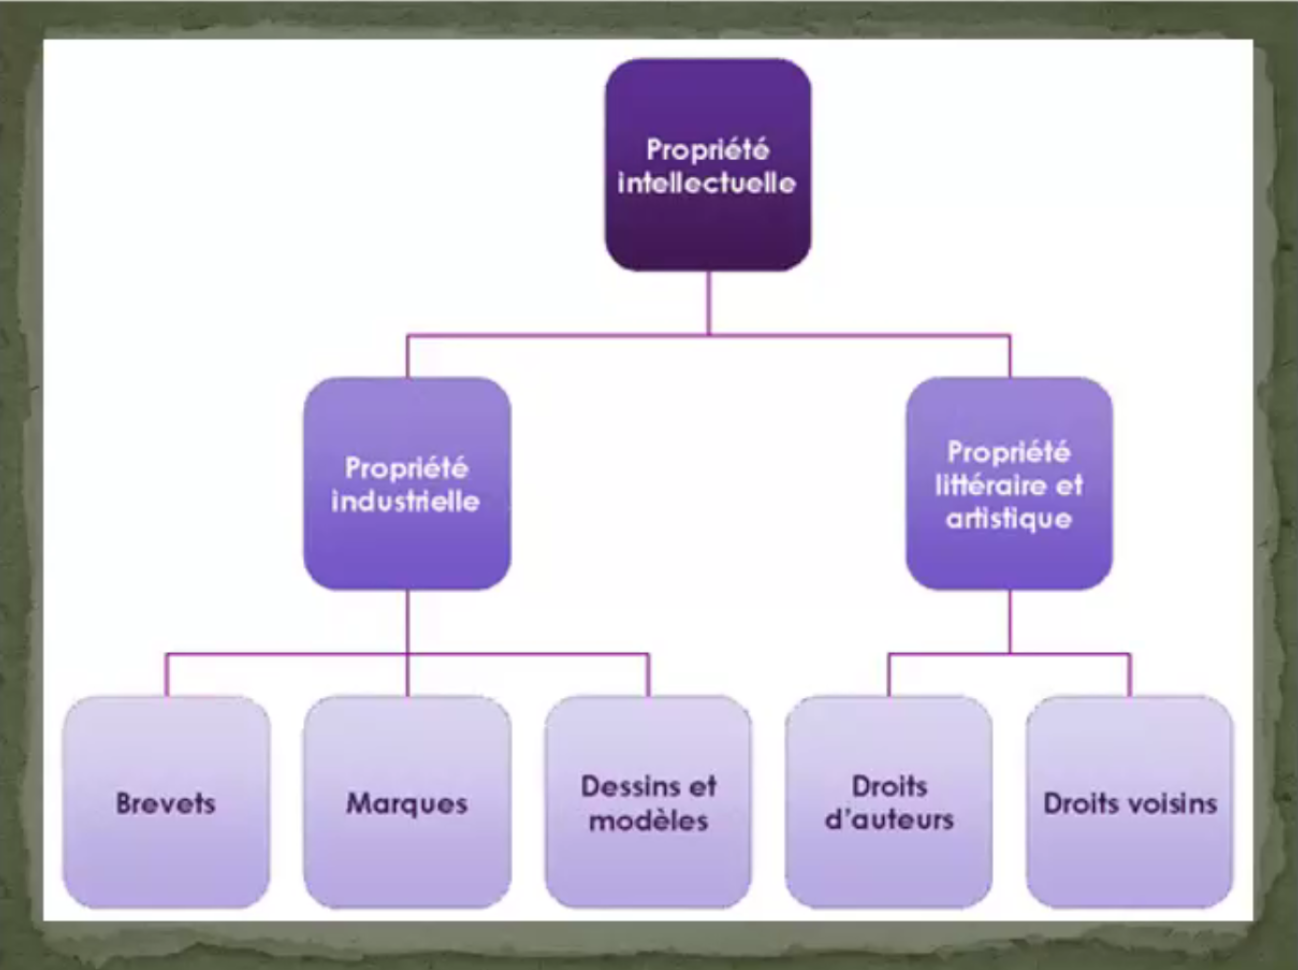 Propriété
intellectuelle
Propriété
industrielle
Propriété
littéraire et
artistique
Brevets
Marques
Dessins et
modèles
Droits
d'auteurs
Droits voisins